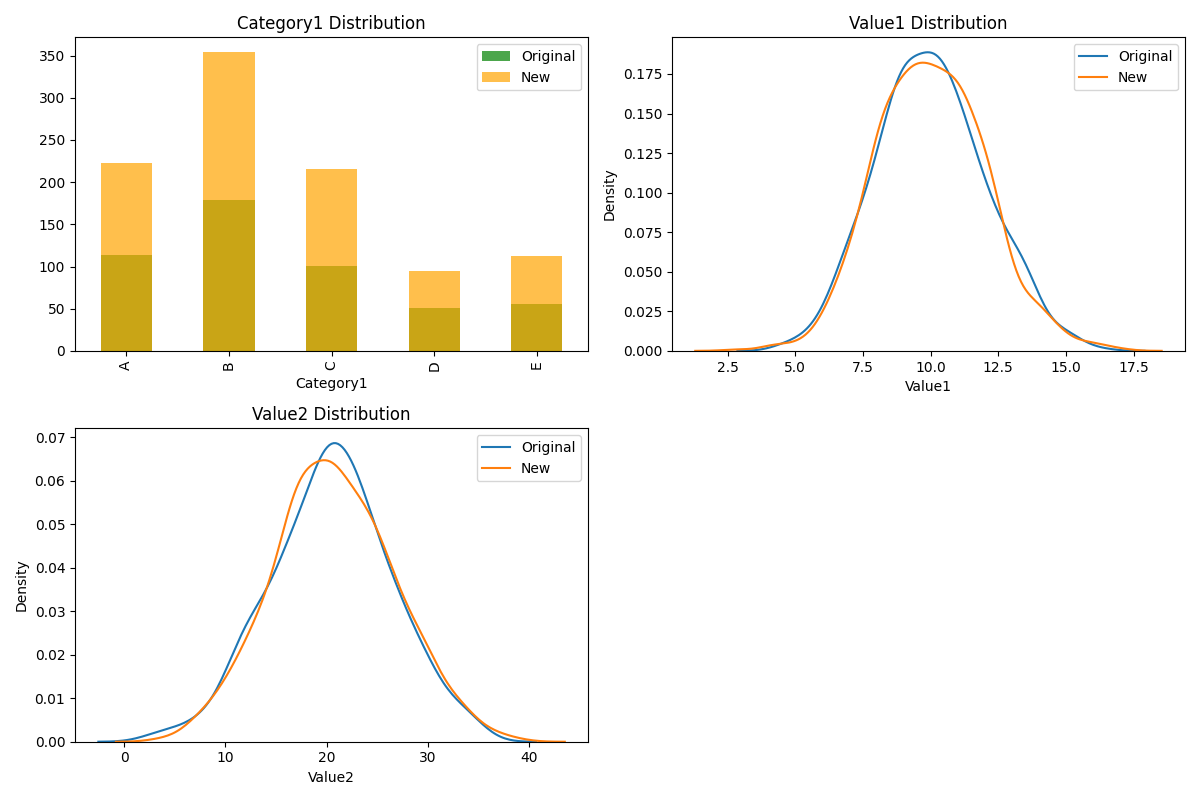 Category1 Distribution
350
300
250
200
150
100
50
0
Original
New
A
B
C
D
E
Category1
Value1 Distribution
0.175
0.150
0.125
0.100
0.075
0.050
0.025
0.000
Density
Original
New
2.5
5.0
7.5
10.0
12.5
15.0
17.5
Value1
Value2 Distribution
0.07
0.06
0.05
0.04
0.03
0.02
0.01
0.00
Density
Original
New
0
10
20
30
40
Value2